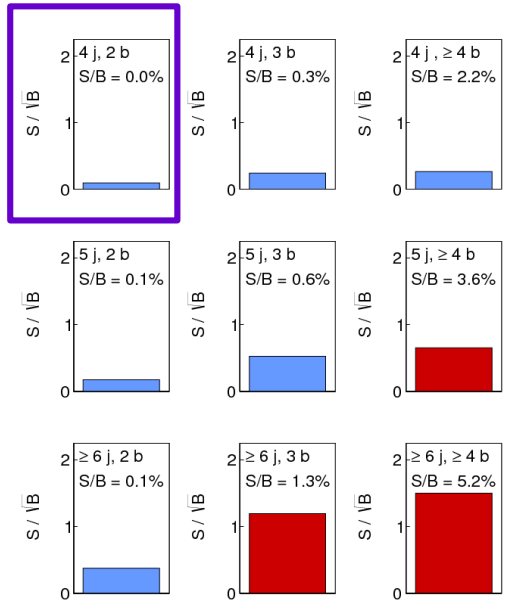 4 j, 2 b
S/B = 0.0%
2
1
0
S / √B
4 j, 3 b
S/B = 0.3%
2
1
0
S / √B
4 j , ≥ 4 b
S/B = 2.2%
2
1
0
S / √B
5 j, 2 b
S/B = 0.1%
2
1
0
S / √B
5 j, 3 b
S/B = 0.6%
2
1
0
S / √B
5 j, ≥ 4 b
S/B = 3.6%
2
1
0
S / √B
≥ 6 j, 2 b
S/B = 0.1%
2
1
0
S / √B
≥ 6 j, 3 b
S/B = 1.3%
2
1
0
S / √B
≥ 6 j, ≥ 4 b
S/B = 5.2%
2
1
0
S / √B